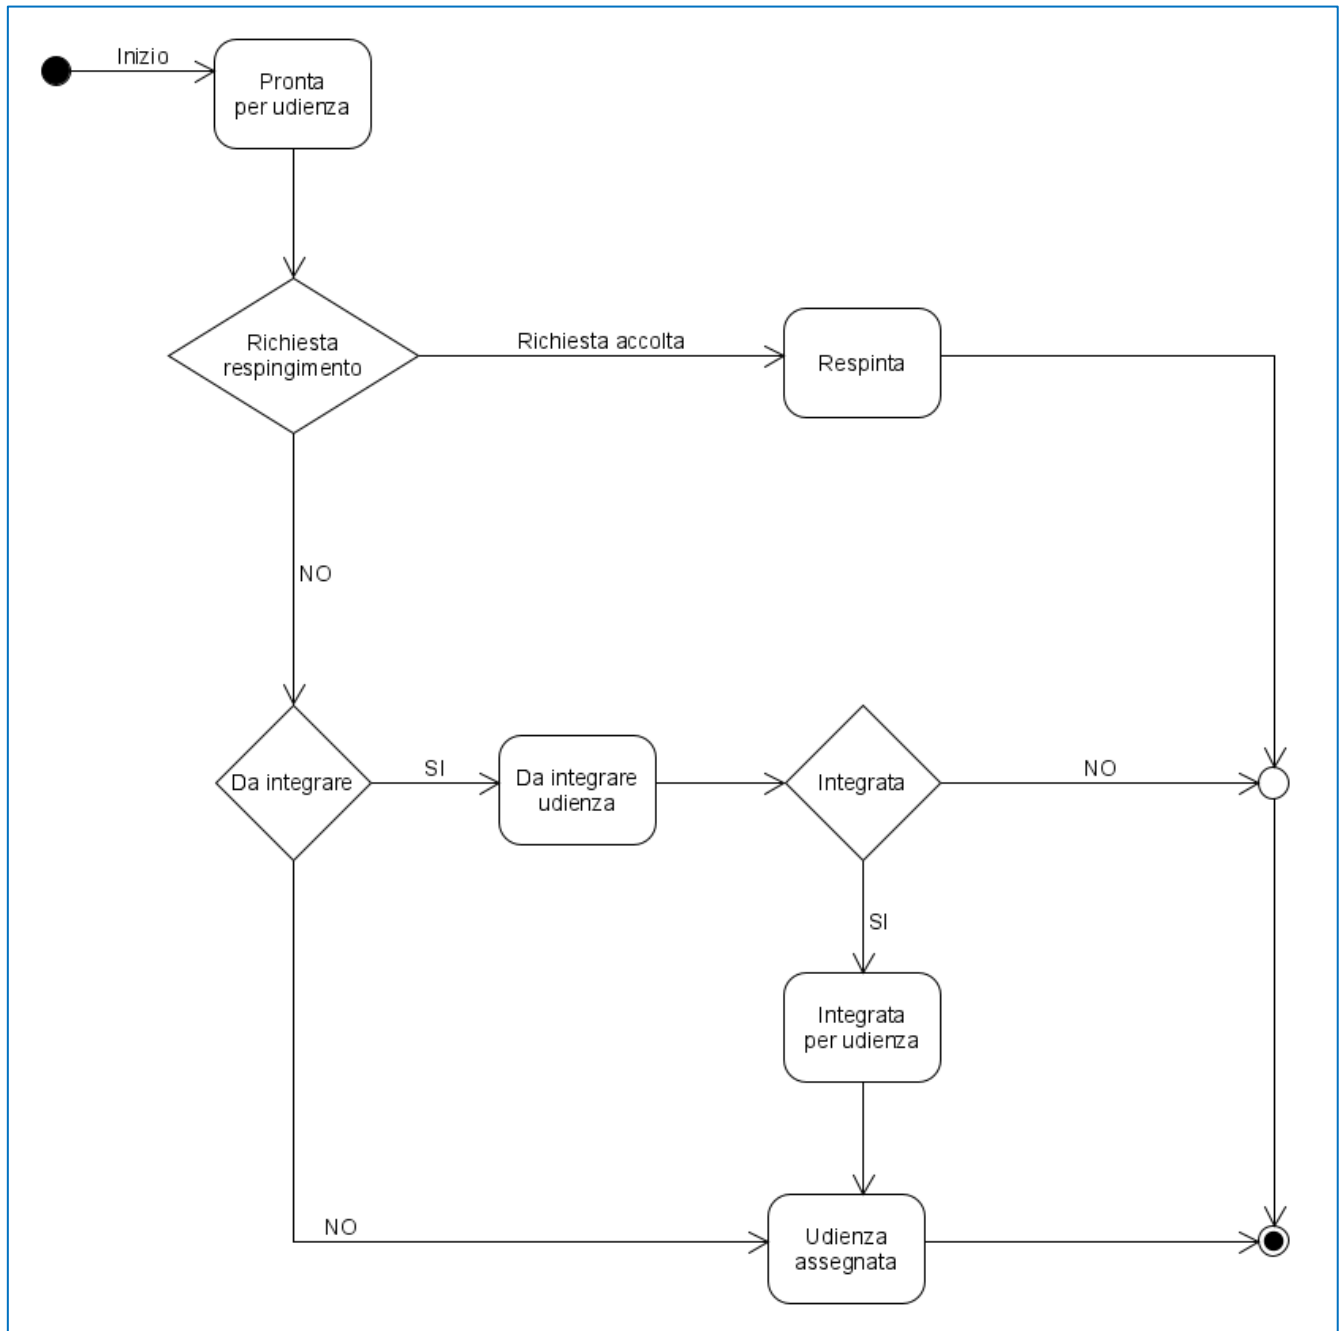 Inizio
Pronta
per udienza
Richiesta
respingimento
Richiesta accolta
Respinta
NO
Da integrare
SI
Da integrare
udienza
Integrata
NO
SI
Integrata
per udienza
NO
Udienza
assegnata